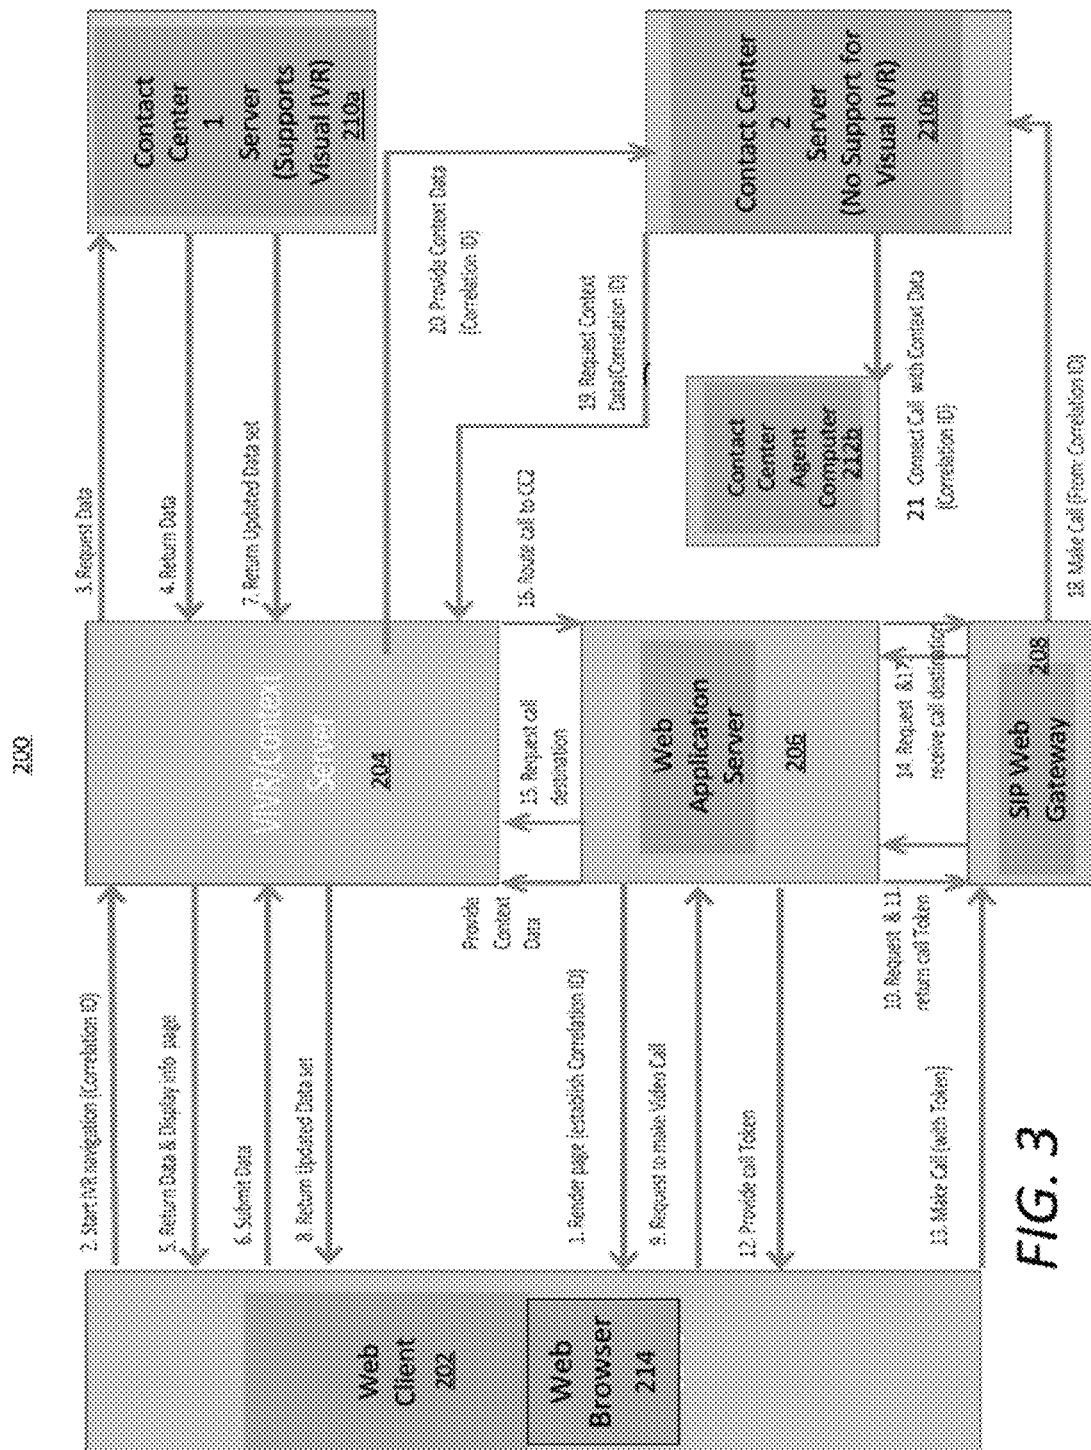 200
Web
Client
202
Web
Browser
214
2. Start IVR navigation (Correlation ID)
5. Return Data & Display info page
6. Submit Data
8. Return Updated Data set
1. Render page (establish Correlation ID)
9. Request to make Video Call
12. Provide call Token
13. Make Call (with Token)
Provide
Context
Data
10. Request & 11.
return call Token
VIVR/Context
Server
204
15. Request call
destination
16. Route call to CC2
Web
Application
Server
206
14. Request & 17.
receive call destination
SIP Web
Gateway
208
3. Request Data
4. Return Data
7. Return Updated Data set
20. Provide Context Data
(Correlation ID)
19. Request Context
Data(Correlation ID)
Contact
Center
Agent
Computer
212b
21 Connect Call with Context Data
(Correlation ID)
18. Make Call (From: Correlation ID)
Contact
Center
1
Server
(Supports
Visual IVR)
210a
Contact Center
2
Server
(No Support for
Visual IVR)
210b
FIG. 3